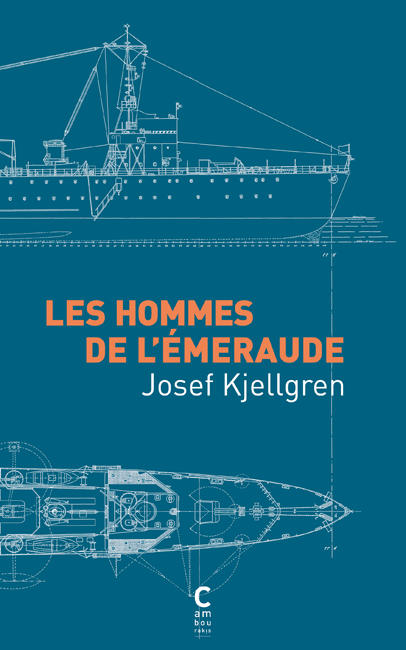 LES HOMMES
DE L'ÉMERAUDE
Josef Kjellgren
C
am
bou
rakis